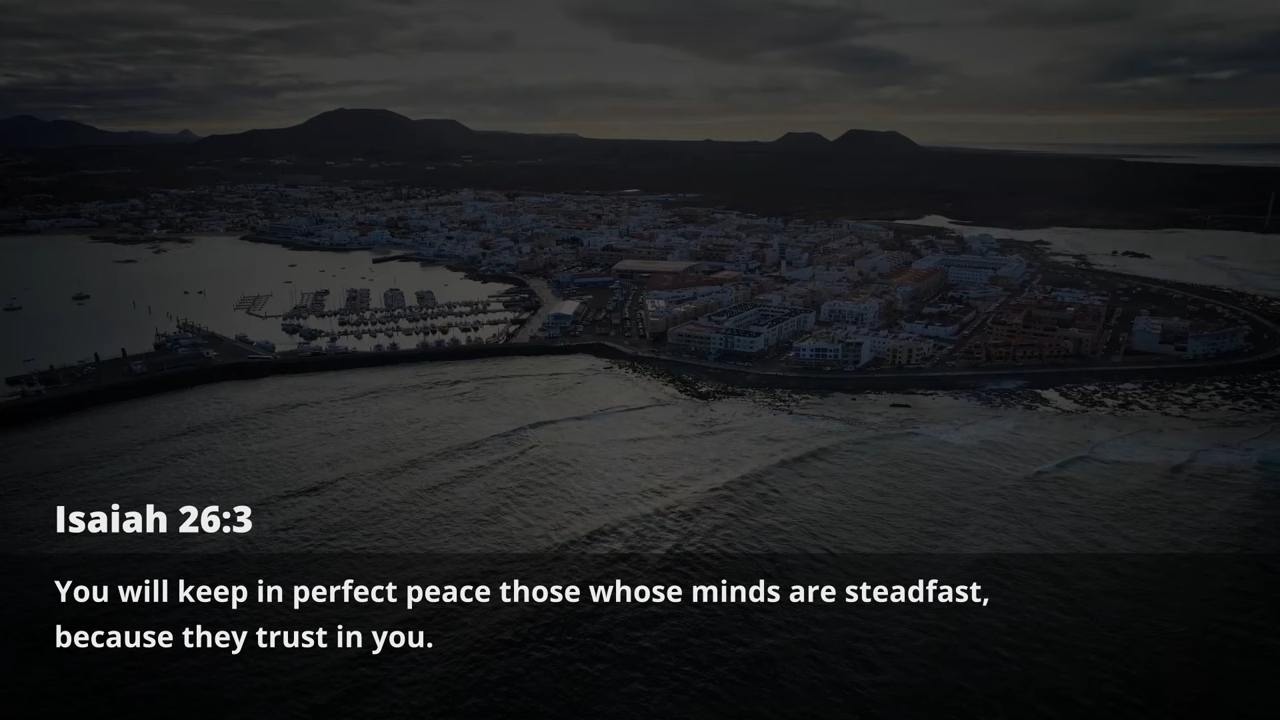 Isaiah 26:3
You will keep in perfect peace those whose minds are steadfast,
because they trust in you.